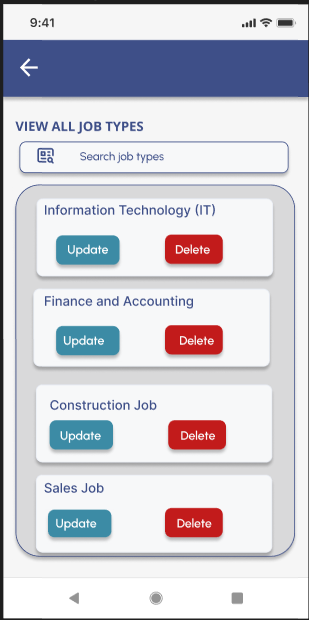 9:41
VIEW ALL JOB TYPES
Search job types
Information Technology (IT)
Update Delete
Finance and Accounting
Update Delete
Construction Job
Update Delete
Sales Job
Update Delete